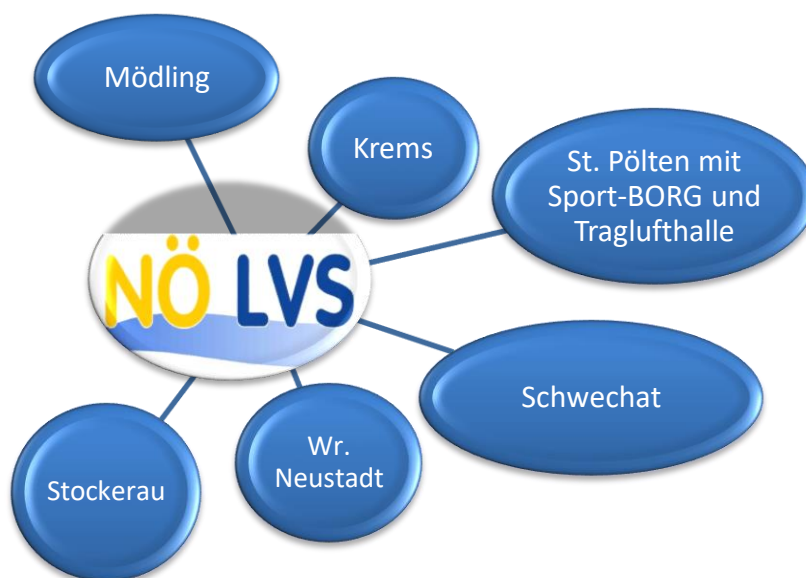 Mödling
Krems
St. Pölten mit
Sport-BORG und
Traglufthalle
NÖ LVS
Schwechat
Wr.
Neustadt
Stockerau